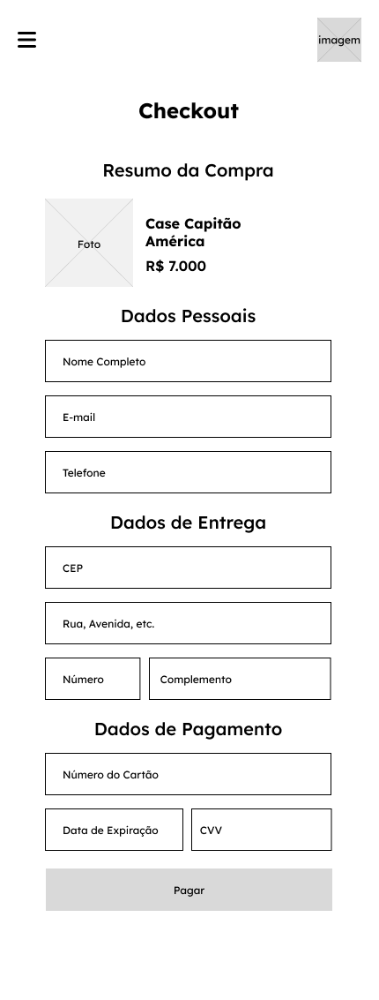 imagem
Checkout
Resumo da Compra
Foto
Case Capitão
América
R$ 7.000
Dados Pessoais
Nome Completo
E-mail
Telefone
Dados de Entrega
CEP
Rua, Avenida, etc.
Número
Complemento
Dados de Pagamento
Número do Cartão
Data de Expiração
CVV
Pagar